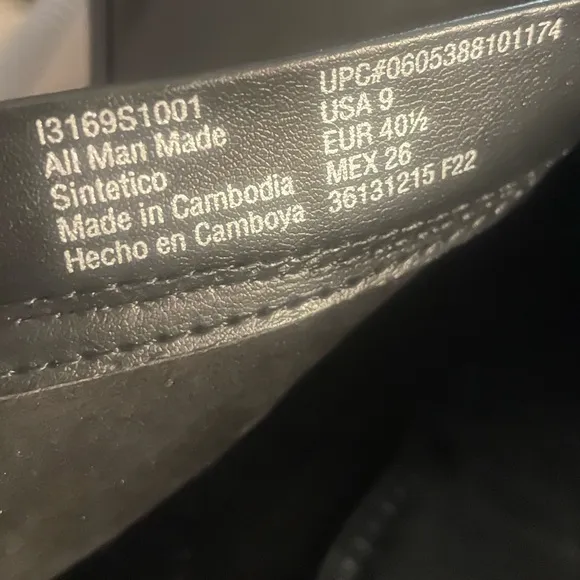 I3169S1001
All Man Made
Sintetico
Made in Cambodia
Hecho en Camboya
UPC#0605388101174
USA 9
EUR 40½
MEX 26
36131215 F22